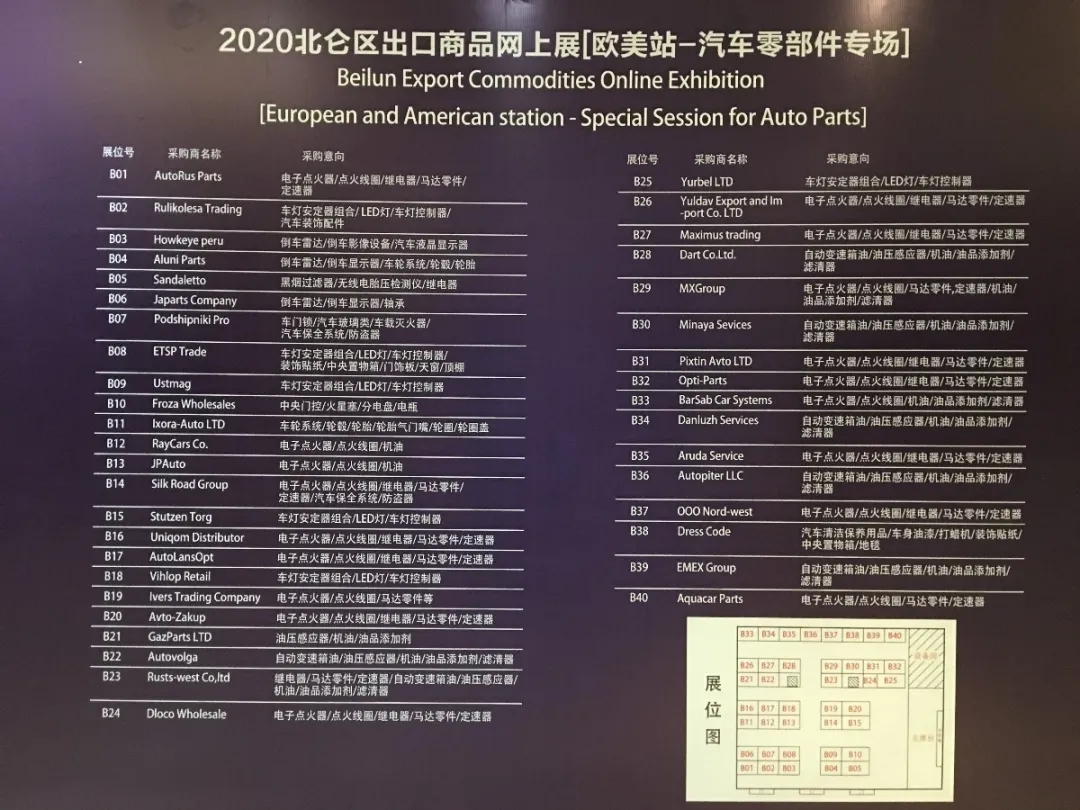 2020北仑区出口商品网上展[欧美站-汽车零部件专场]
Beilun Export Commodities Online Exhibition
[European and American station - Special Session for Auto Parts]
展位号 采购商名称 采购意向
B01 AutoRus Parts 电子点火器/点火线圈/继电器/马达零件/
定速器
B02 Rulikolesa Trading 车灯安定器组合/ LED灯/车灯控制器/
汽车装饰配件
B03 Howkeye peru 倒车雷达/倒车影像设备/汽车液晶显示器
B04 Aluni Parts 倒车雷达/倒车显示器/车轮系统/轮毂/轮胎
B05 Sandaletto 黑烟过滤器/无线电胎压检测仪/继电器
B06 Japarts Company 倒车雷达/倒车显示器/轴承
B07 Podshipniki Pro 车门锁/汽车玻璃类/车载灭火器/
汽车保全系统/防盗器
B08 ETSP Trade 车灯安定器组合/LED灯/车灯控制器/
装饰贴纸/中央置物箱/门饰板/天窗/顶棚
B09 Ustmag 车灯安定器组合/LED灯/车灯控制器
B10 Froza Wholesales 中央门控/火星塞/分电盘/电瓶
B11 Ixora-Auto LTD 车轮系统/轮毂/轮胎/轮胎气门嘴/轮圈/轮圈盖
B12 RayCars Co. 电子点火器/点火线圈/机油
B13 JPAuto 电子点火器/点火线圈/机油
B14 Silk Road Group 电子点火器/点火线圈/继电器/马达零件/
定速器/汽车保全系统/防盗器
B15 Stutzen Torg 车灯安定器组合/LED灯/车灯控制器
B16 Uniqom Distributor 电子点火器/点火线圈/继电器/马达零件/定速器
B17 AutoLansOpt 电子点火器/点火线圈/继电器/马达零件/定速器
B18 Vihlop Retail 车灯安定器组合/LED灯/车灯控制器
B19 Ivers Trading Company 电子点火器/点火线圈/马达零件等
B20 Avto-Zakup 电子点火器/点火线圈/继电器/马达零件/定速器
B21 GazParts LTD 油压感应器/机油/油品添加剂
B22 Autovolga 自动变速箱油/油压感应器/机油/油品添加剂/滤清器
B23 Rusts-west Co,ltd 继电器/马达零件/定速器/自动变速箱油/油压感应器/
机油/油品添加剂/滤清器
B24 Dloco Wholesale 电子点火器/点火线圈/继电器/马达零件/定速器
展位号 采购商名称 采购意向
B25 Yurbel LTD 车灯安定器组合/LED灯/车灯控制器
B26 Yuldav Export and Im 电子点火器/点火线圈/继电器/马达零件/定速器
-port Co. LTD
B27 Maximus trading 电子点火器/点火线圈/继电器/马达零件/定速器
B28 Dart Co.Ltd. 自动变速箱油/油压感应器/机油/油品添加剂/
滤清器
B29 MXGroup 电子点火器/点火线圈/马达零件,定速器/机油/
油品添加剂/滤清器
B30 Minaya Sevices 自动变速箱油/油压感应器/机油/油品添加剂/
滤清器
B31 Pixtin Avto LTD 电子点火器/点火线圈/继电器/马达零件/定速器
B32 Opti-Parts 电子点火器/点火线圈/继电器/马达零件/定速器
B33 BarSab Car Systems 电子点火器/点火线圈/机油/油品添加剂/滤清器
B34 Danluzh Services 自动变速箱油/油压感应器/机油/油品添加剂/
滤清器
B35 Aruda Service 电子点火器/点火线圈/继电器/马达零件/定速器
B36 Autopiter LLC 自动变速箱油/油压感应器/机油/油品添加剂/
滤清器
B37 OOO Nord-west 电子点火器/点火线圈/继电器/马达零件/定速器
B38 Dress Code 汽车清洁保养用品/车身油漆/打蜡机/装饰贴纸/
中央置物箱/地毯
B39 EMEX Group 自动变速箱油/油压感应器/机油/油品添加剂/
滤清器
B40 Aquacar Parts 电子点火器/点火线圈/马达零件/定速器
展位图
B33 B34 B35 B36 B37 B38 B39 B40
B26 B27 B28 B29 B30 B31 B32
B21 B22 B23 B24 B25
B16 B17 B18 B19 B20
B11 B12 B13 B14 B15
B06 B07 B08 B09 B10
B01 B02 B03 B04 B05